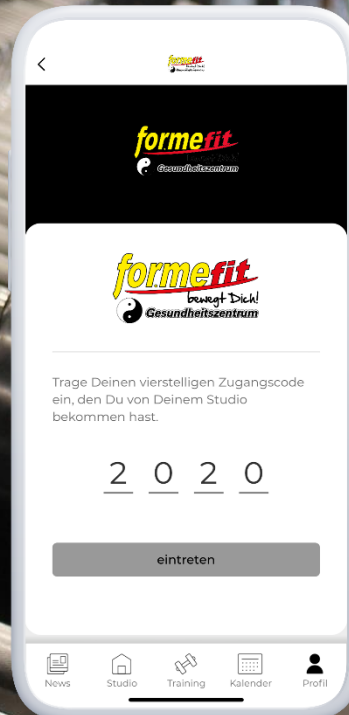 formefit
formefit
Gesundheitszentrum
formefit
bewegt Dich!
Gesundheitszentrum
Trage Deinen vierstelligen Zugangscode
ein, den Du von Deinem Studio
bekommen hast.
2 0 2 0
eintreten
News Studio Training Kalender Profil